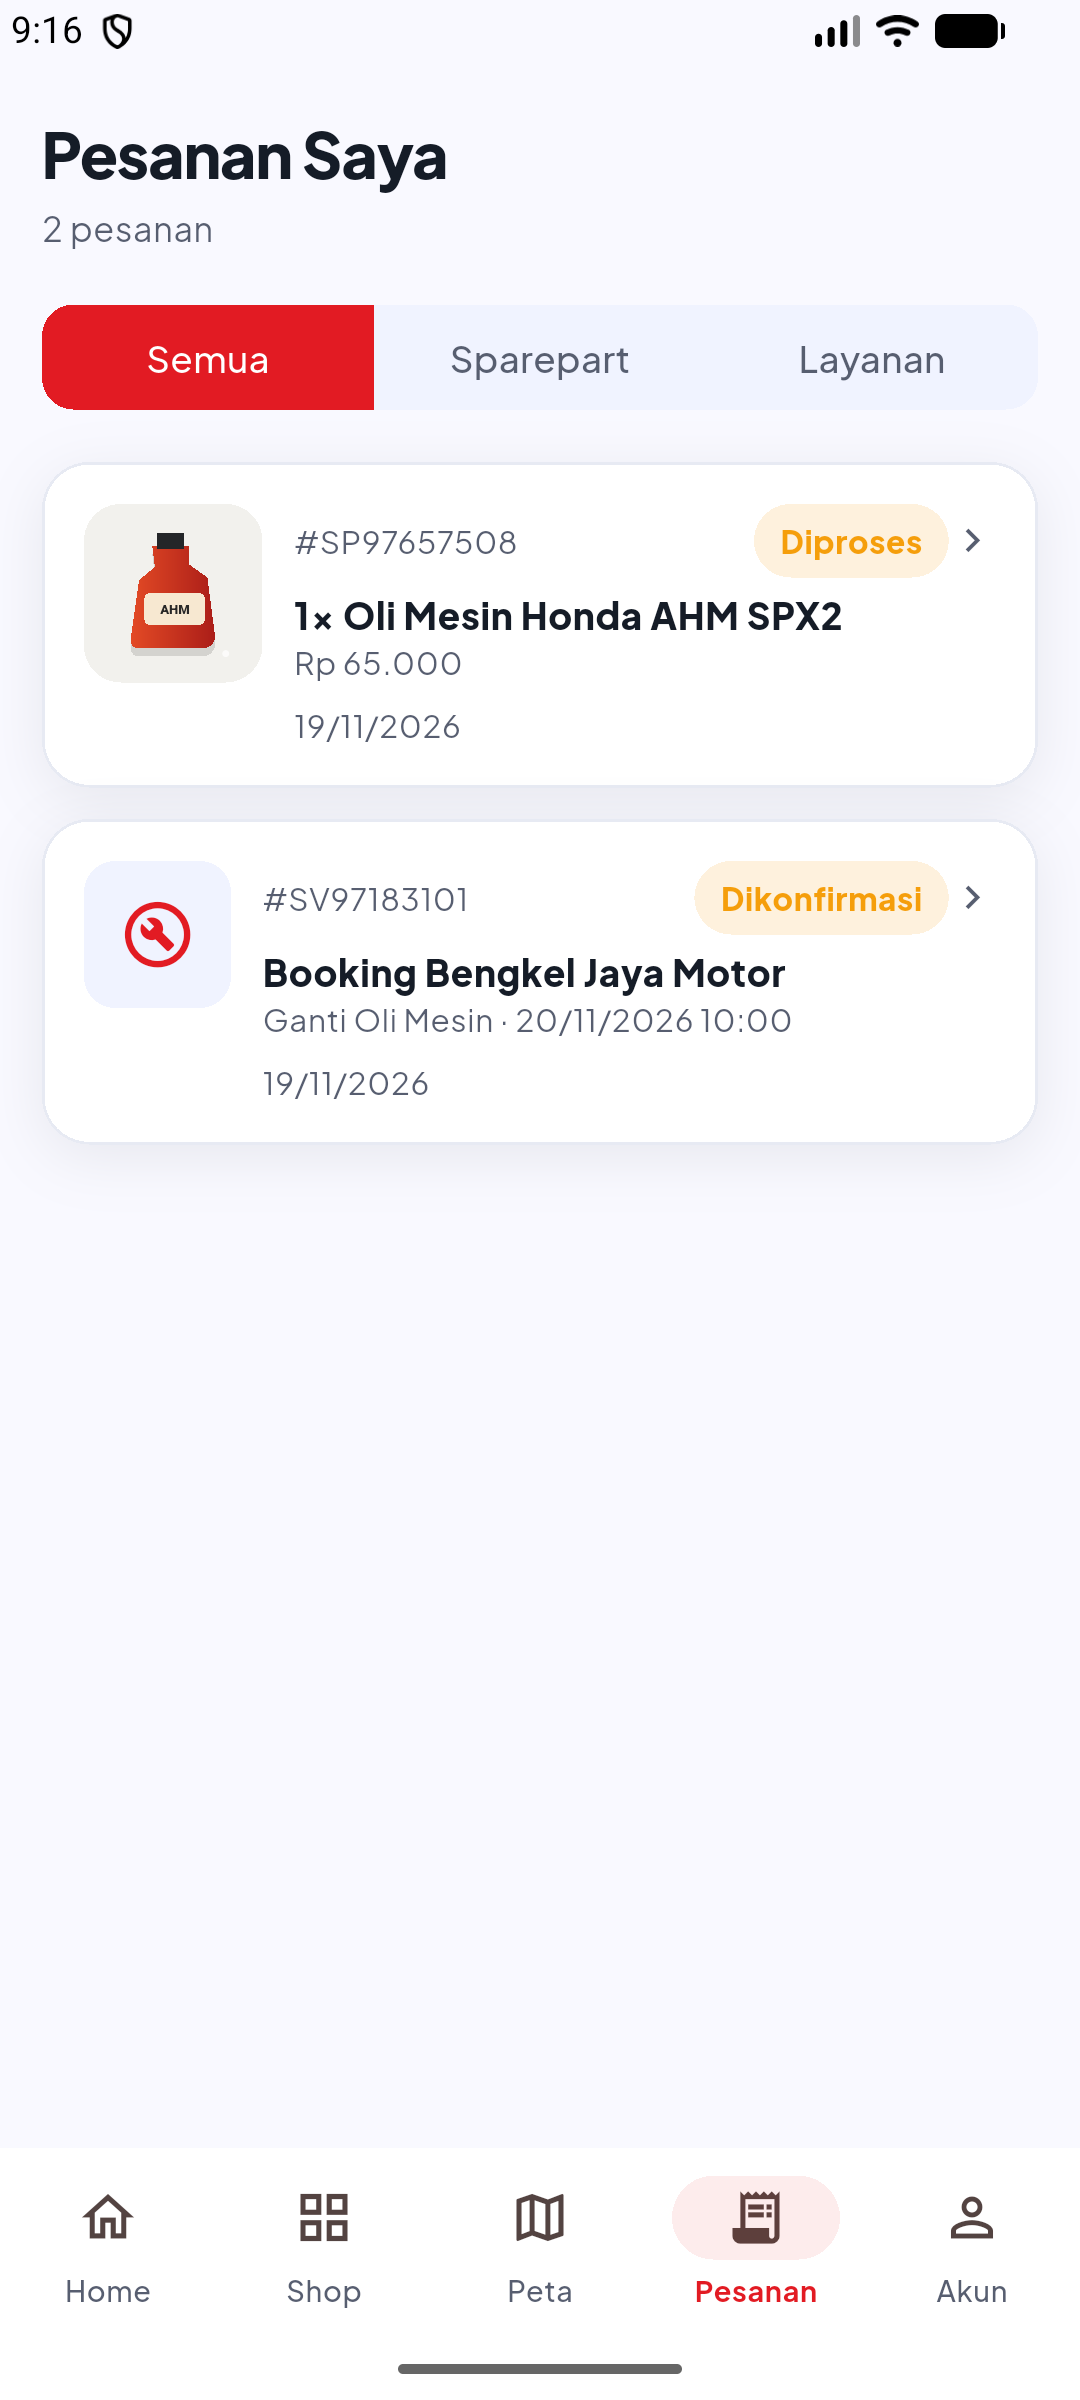 9:16
Pesanan Saya
2 pesanan
Semua
Sparepart
Layanan
#SP97657508
Diproses
AHM
1× Oli Mesin Honda AHM SPX2
Rp 65.000
19/11/2026
#SV97183101
Dikonfirmasi
Booking Bengkel Jaya Motor
Ganti Oli Mesin · 20/11/2026 10:00
19/11/2026
Home
Shop
Peta
Pesanan
Akun